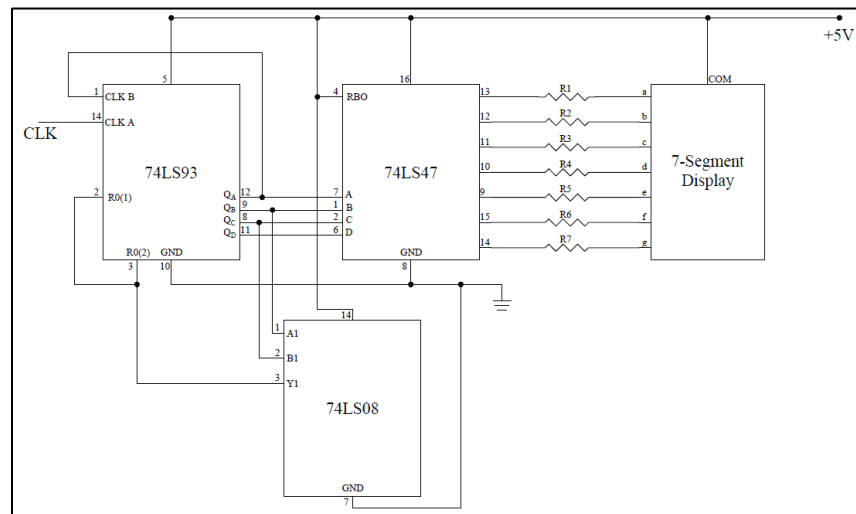 +5V
5
16
COM
1 CLK B
4 RBO
13 R1 a
14 CLK A
CLK
12 R2 b
11 R3 c
7-Segment
Display
74LS93
74LS47
10 R4 d
2 R0(1)
QA 12
7 A
9 R5 e
QB 9
1 B
QC 8
2 C
15 R6 f
QD 11
6 D
14 R7 g
R0(2) GND
GND
3 10
8
14
1 A1
2 B1
3 Y1
74LS08
GND
7